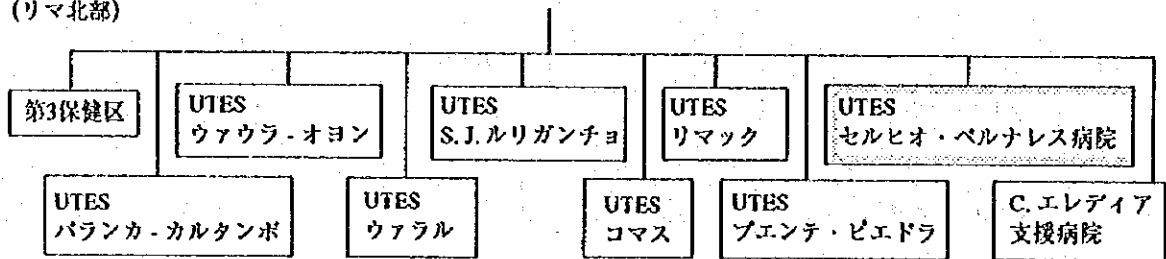 (リマ北部)
第3保健区
UTES
ウァウラ - オヨン
UTES
S.J.ルリガンチョ
UTES
リマック
UTES
セルヒオ・ベルナレス病院
UTES
バランカ - カルタンボ
UTES
ウァラル
UTES
コマス
UTES
プエンテ・ピエドラ
C.エレディア
支援病院